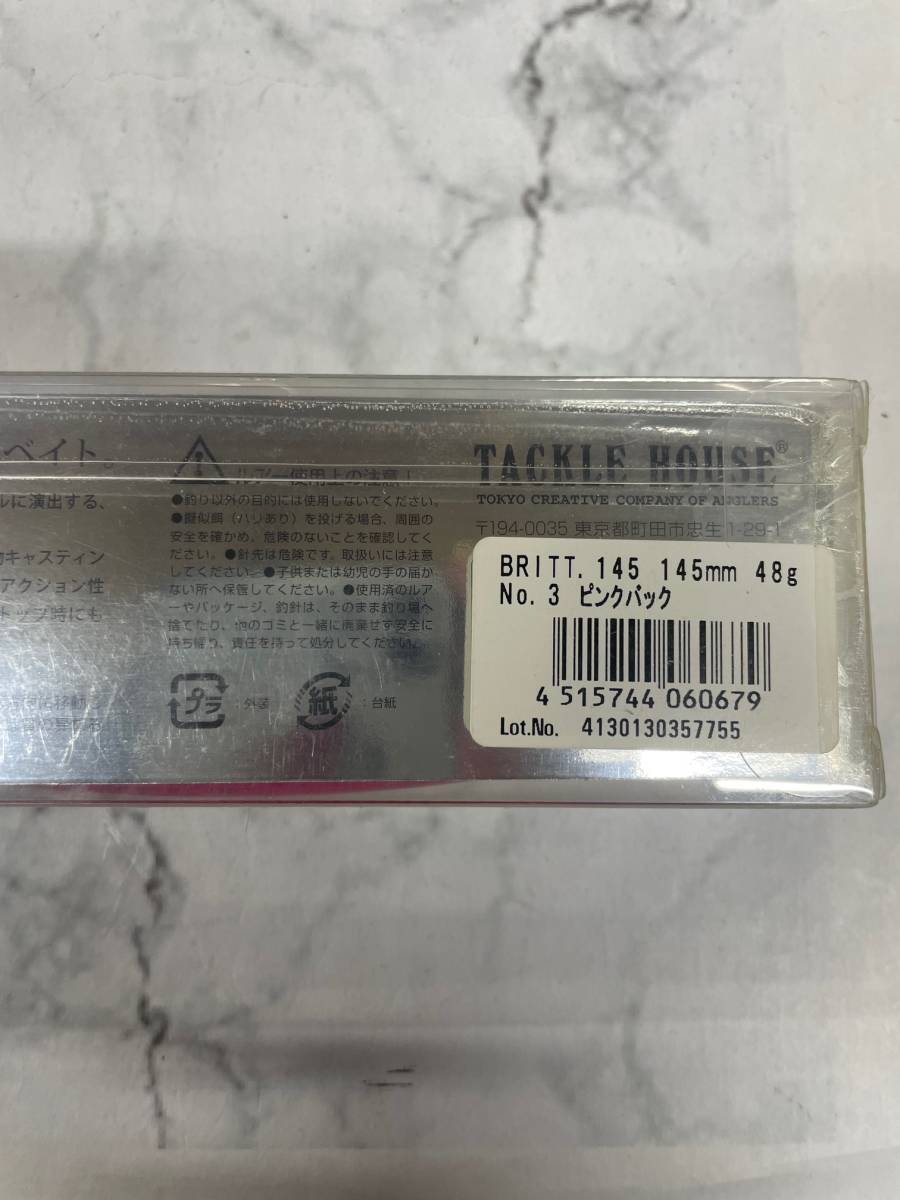 ベイト。
ルに演出する、
キャスティン
アクション性
トップ時にも
ルアー使用上の注意！
●釣り以外の目的には使用しないでください。
●擬似餌（ハリあり）を投げる場合、周囲の
安全を確かめ、危険のないことを確認してく
ださい。●針先は危険です。取扱いには注意
してください。●子供または幼児の手の届か
ない所へ保管してください。●使用済のルア
ーやパッケージ、釣針は、そのまま釣り場へ
捨てたり、他のゴミと一緒に廃棄せず安全に
持ち帰り、責任を持って処分してください。
プラ :外装 紙 :台紙
TACKLE HOUSE®
TOKYO CREATIVE COMPANY OF ANGLERS
〒194-0035 東京都町田市忠生1-29-1
BRITT. 145 145mm 48g
No. 3 ピンクバック
4 515744 060679
Lot.No. 4130130357755